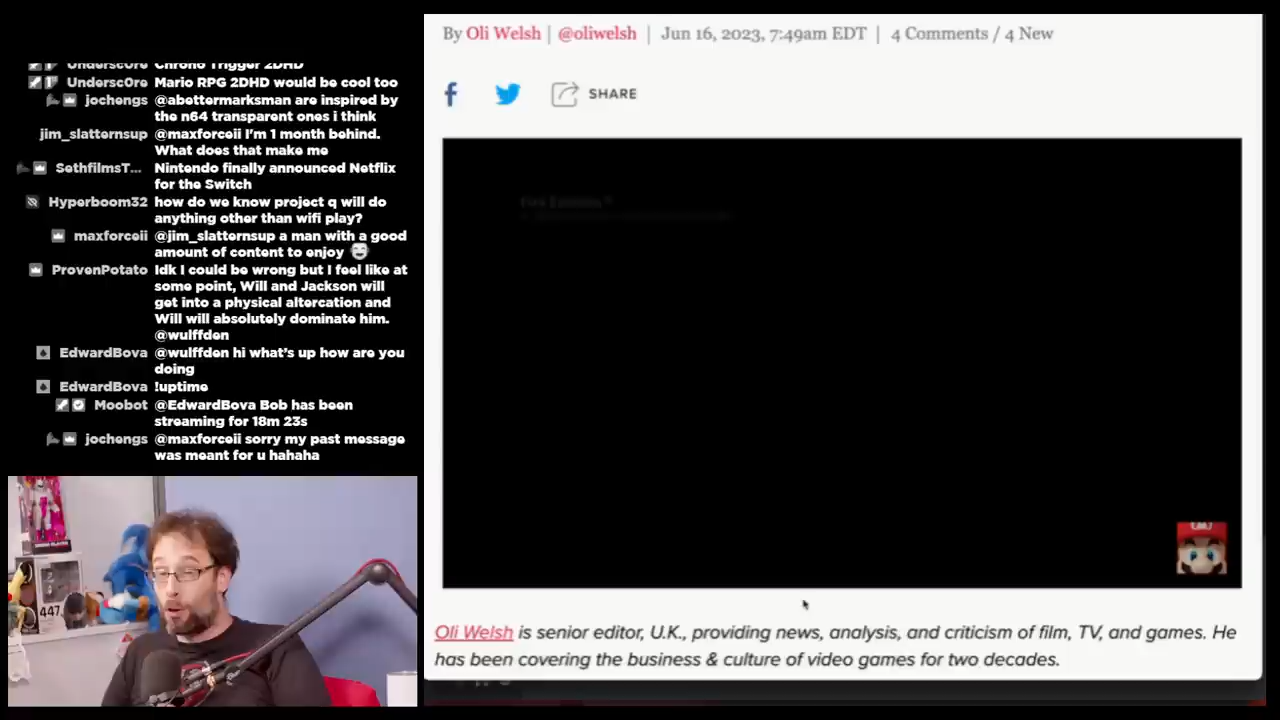 Underscore Chrono Trigger 2DHD
Underscore Mario RPG 2DHD would be cool too
jochengs @abettermarksman are inspired by
the n64 transparent ones i think
jim_slatternsup @maxforceii I'm 1 month behind.
What does that make me
SethfilmsT... Nintendo finally announced Netflix
for the Switch
Hyperboom32 how do we know project q will do
anything other than wifi play?
maxforceii @jim_slatternsup a man with a good
amount of content to enjoy
ProvenPotato Idk I could be wrong but I feel like at
some point, Will and Jackson will
get into a physical altercation and
Will will absolutely dominate him.
@wulffden
EdwardBova @wulffden hi what's up how are you
doing
EdwardBova !uptime
Moobot @EdwardBova Bob has been
streaming for 18m 23s
jochengs @maxforceii sorry my past message
was meant for u hahaha
447
By Oli Welsh | @oliwelsh | Jun 16, 2023, 7:49am EDT | 4 Comments / 4 New
SHARE
Oli Welsh is senior editor, U.K., providing news, analysis, and criticism of film, TV, and games. He
has been covering the business & culture of video games for two decades.